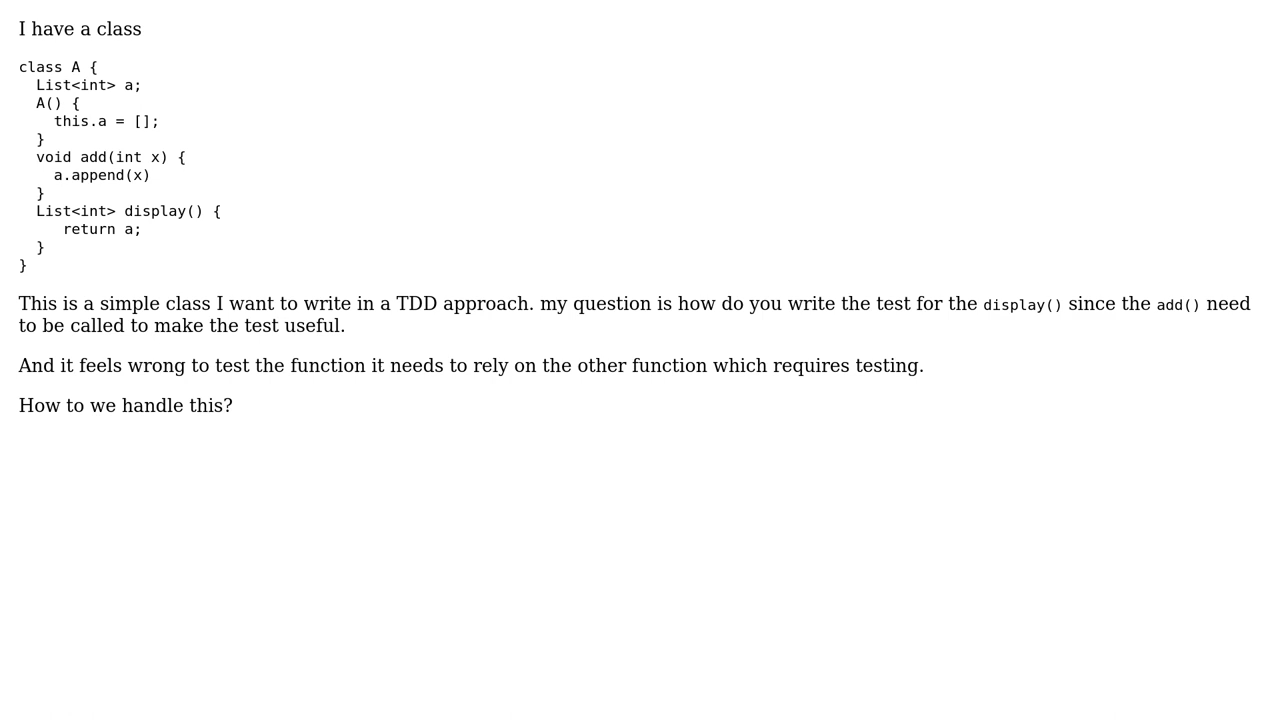 I have a class
class A {
  List<int> a;
  A() {
    this.a = [];
  }
  void add(int x) {
    a.append(x)
  }
  List<int> display() {
     return a;
  }
}
This is a simple class I want to write in a TDD approach. my question is how do you write the test for the display() since the add() need
to be called to make the test useful.
And it feels wrong to test the function it needs to rely on the other function which requires testing.
How to we handle this?